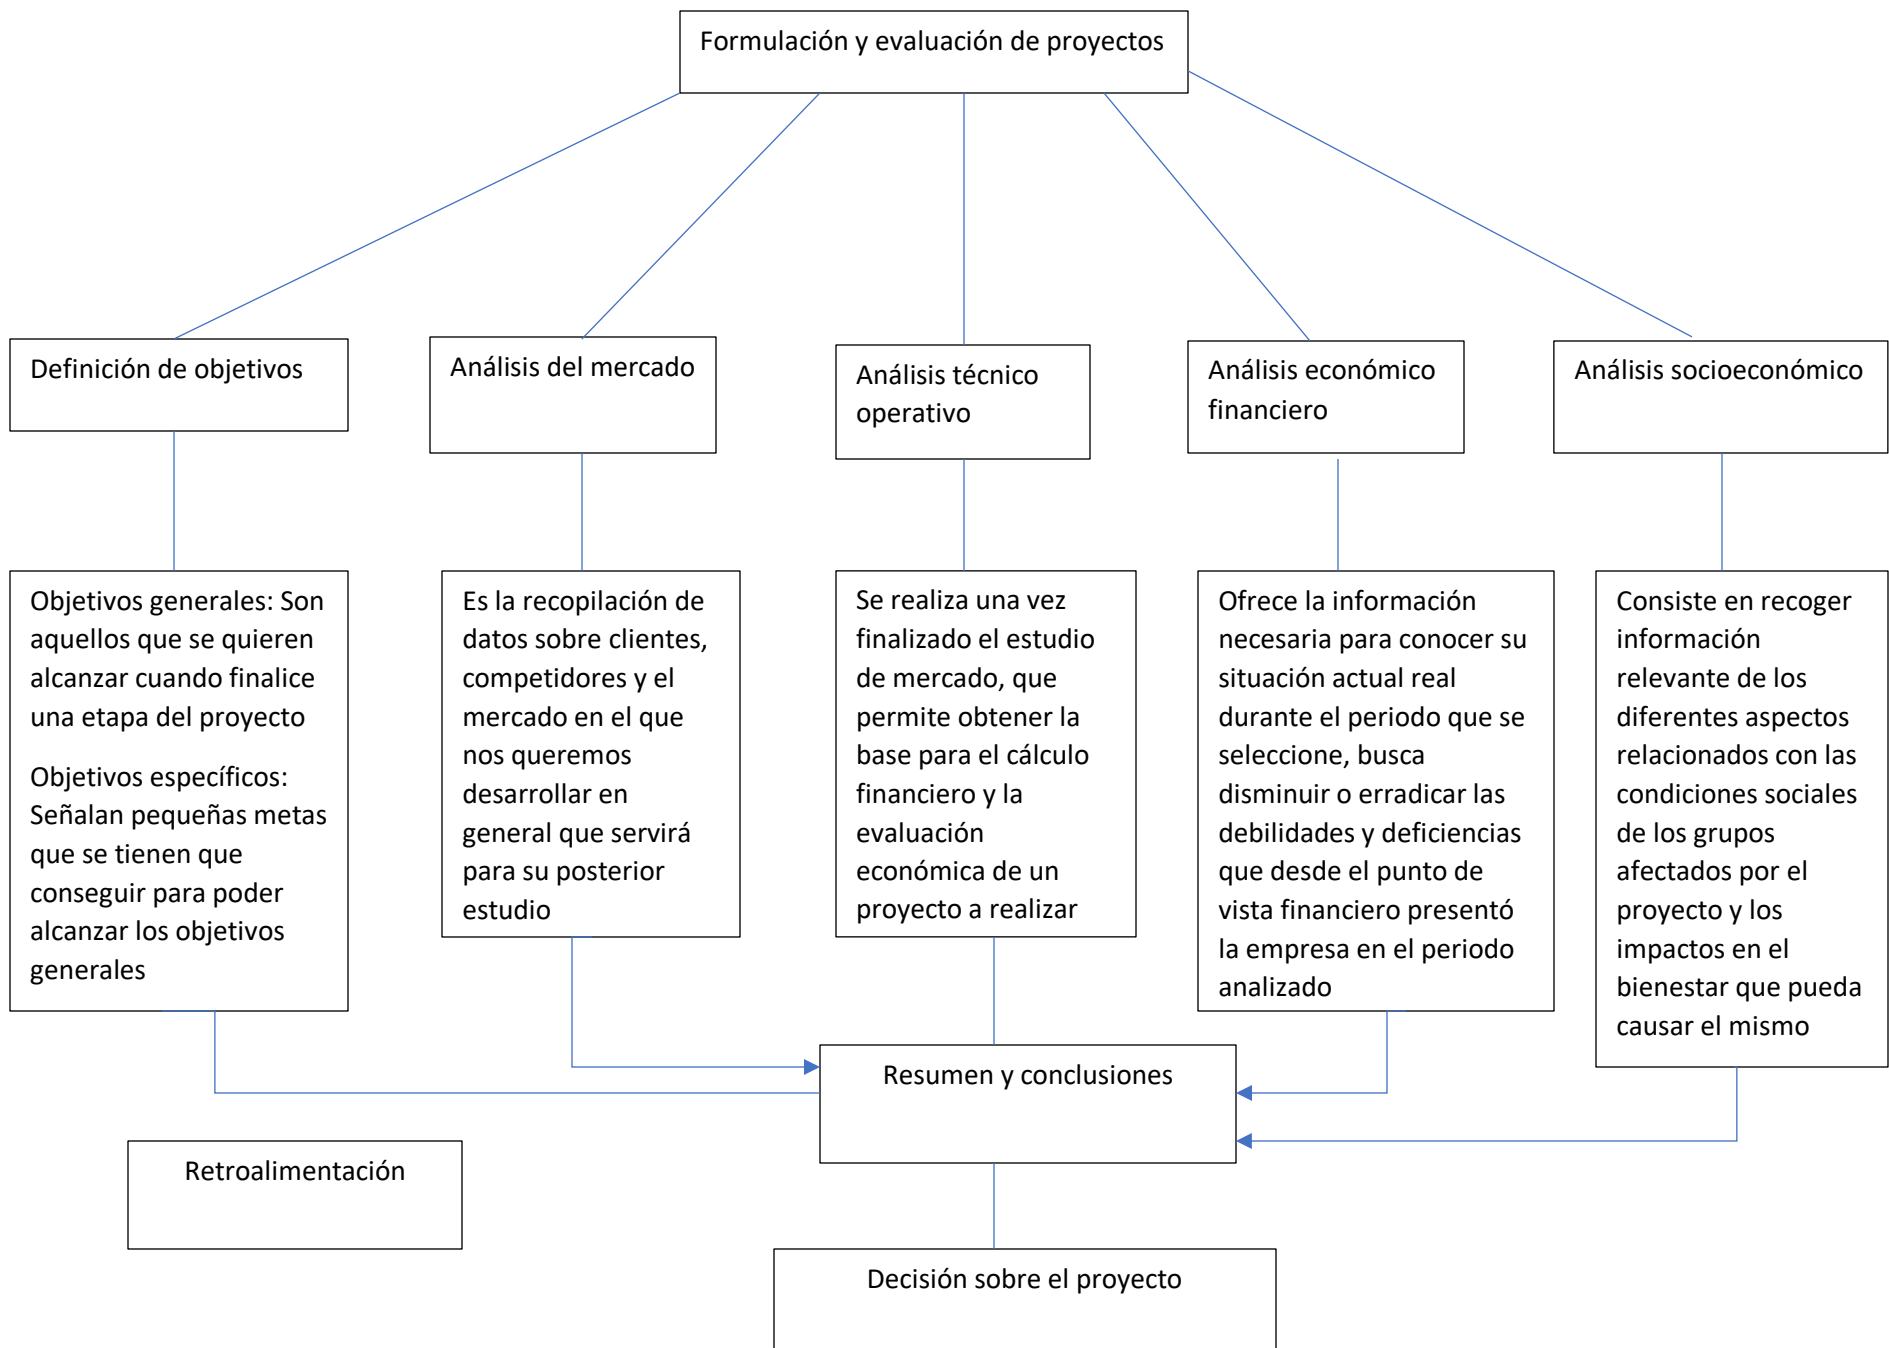 Formulación y evaluación de proyectos
Definición de objetivos
Análisis del mercado
Análisis técnico
operativo
Análisis económico
financiero
Análisis socioeconómico
Objetivos generales: Son
aquellos que se quieren
alcanzar cuando finalice
una etapa del proyecto
Objetivos específicos:
Señalan pequeñas metas
que se tienen que
conseguir para poder
alcanzar los objetivos
generales
Es la recopilación de
datos sobre clientes,
competidores y el
mercado en el que
nos queremos
desarrollar en
general que servirá
para su posterior
estudio
Se realiza una vez
finalizado el estudio
de mercado, que
permite obtener la
base para el cálculo
financiero y la
evaluación
económica de un
proyecto a realizar
Ofrece la información
necesaria para conocer su
situación actual real
durante el periodo que se
seleccione, busca
disminuir o erradicar las
debilidades y deficiencias
que desde el punto de
vista financiero presentó
la empresa en el periodo
analizado
Consiste en recoger
información
relevante de los
diferentes aspectos
relacionados con las
condiciones sociales
de los grupos
afectados por el
proyecto y los
impactos en el
bienestar que pueda
causar el mismo
Resumen y conclusiones
Retroalimentación
Decisión sobre el proyecto